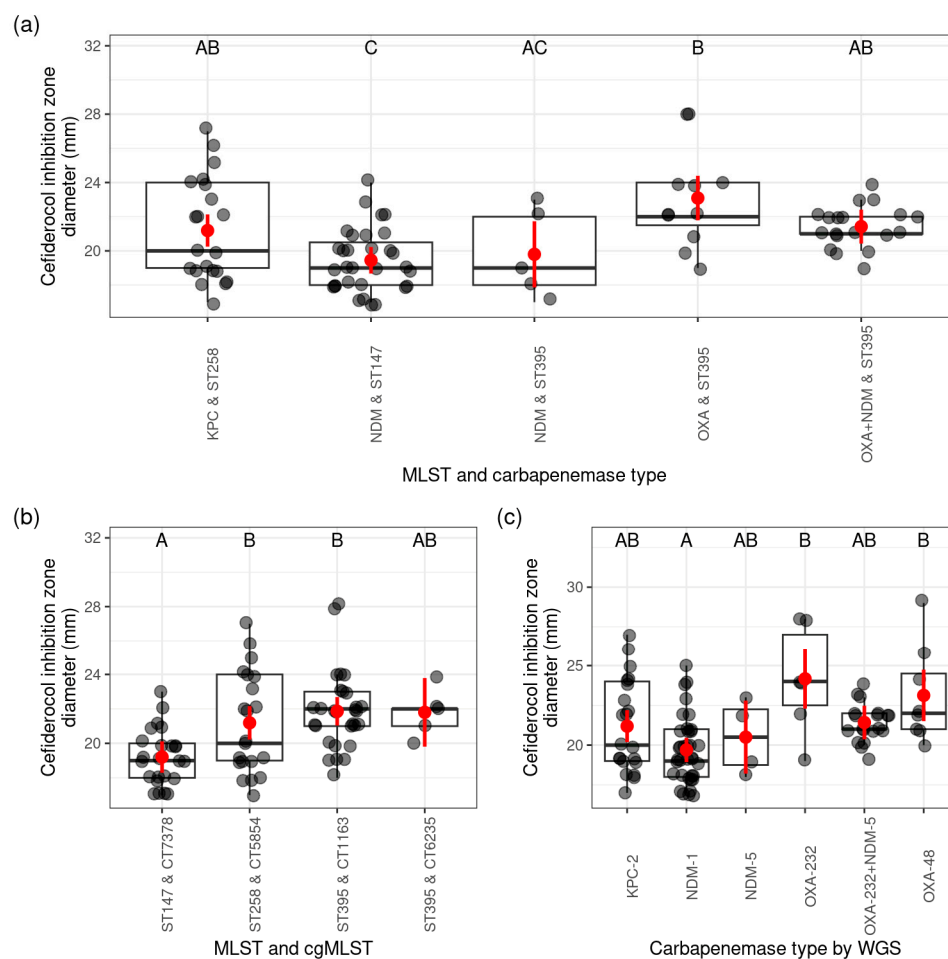 (a)
Cefiderocol inhibition zone
diameter (mm)
32
28
24
20
AB C AC B AB
KPC & ST258
NDM & ST147
NDM & ST395
OXA & ST395
OXA+NDM & ST395
MLST and carbapenemase type
(b)
Cefiderocol inhibition zone
diameter (mm)
32
28
24
20
A B B AB
ST147 & CT7378
ST258 & CT5854
ST395 & CT1163
ST395 & CT6235
MLST and cgMLST
(c)
Cefiderocol inhibition zone
diameter (mm)
30
25
20
AB A AB B AB B
KPC-2
NDM-1
NDM-5
OXA-232
OXA-232+NDM-5
OXA-48
Carbapenemase type by WGS